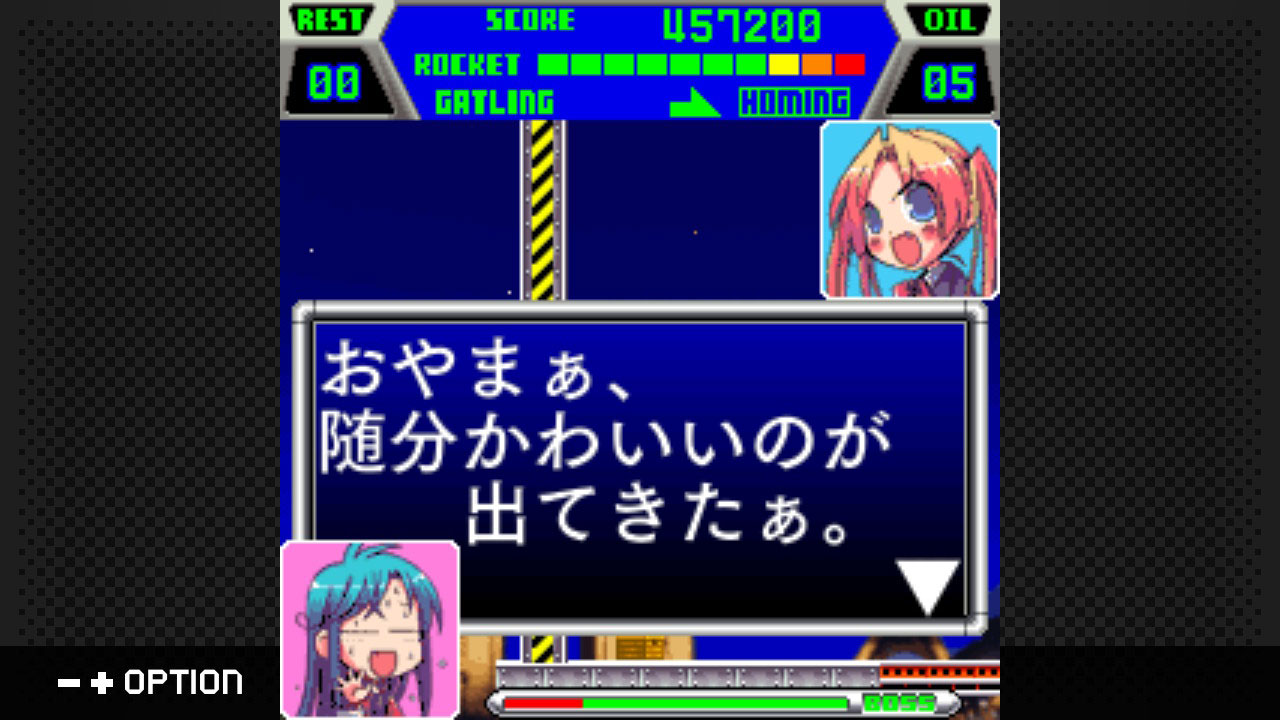 REST
SCORE 457200
OIL
00
ROCKET
05
GATLING
HOMING
おやまぁ、
随分かわいいのが
出てきたぁ。
BOSS
OPTION